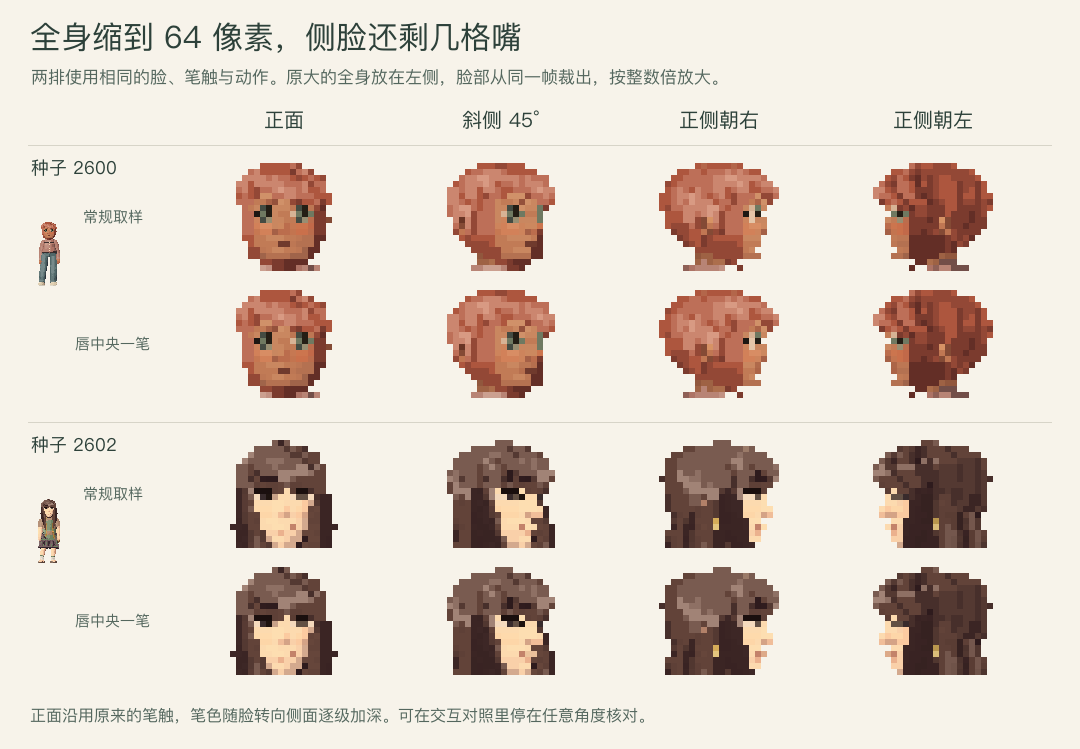 全身缩到 64 像素，侧脸还剩几格嘴
两排使用相同的脸、笔触与动作。原大的全身放在左侧，脸部从同一帧裁出，按整数倍放大。
正面 斜侧 45° 正侧朝右 正侧朝左
种子 2600
常规取样
唇中央一笔
种子 2602
常规取样
唇中央一笔
正面沿用原来的笔触，笔色随脸转向侧面逐级加深。可在交互对照里停在任意角度核对。